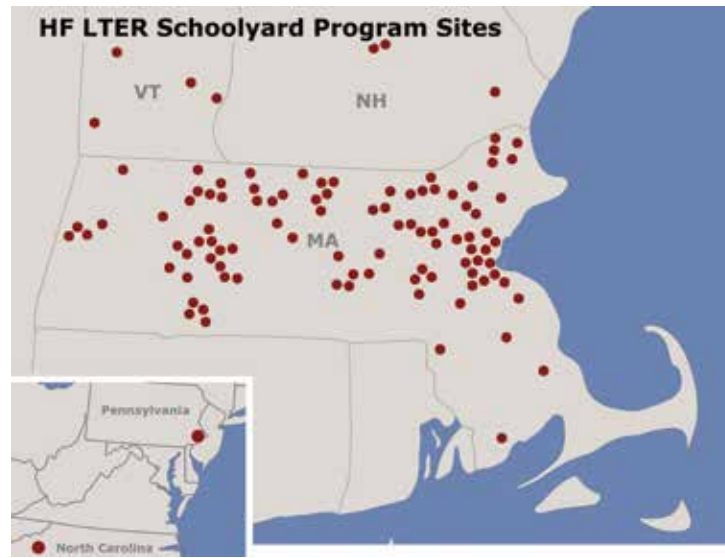 HF LTER Schoolyard Program Sites
VT
NH
MA
Pennsylvania
North Carolina